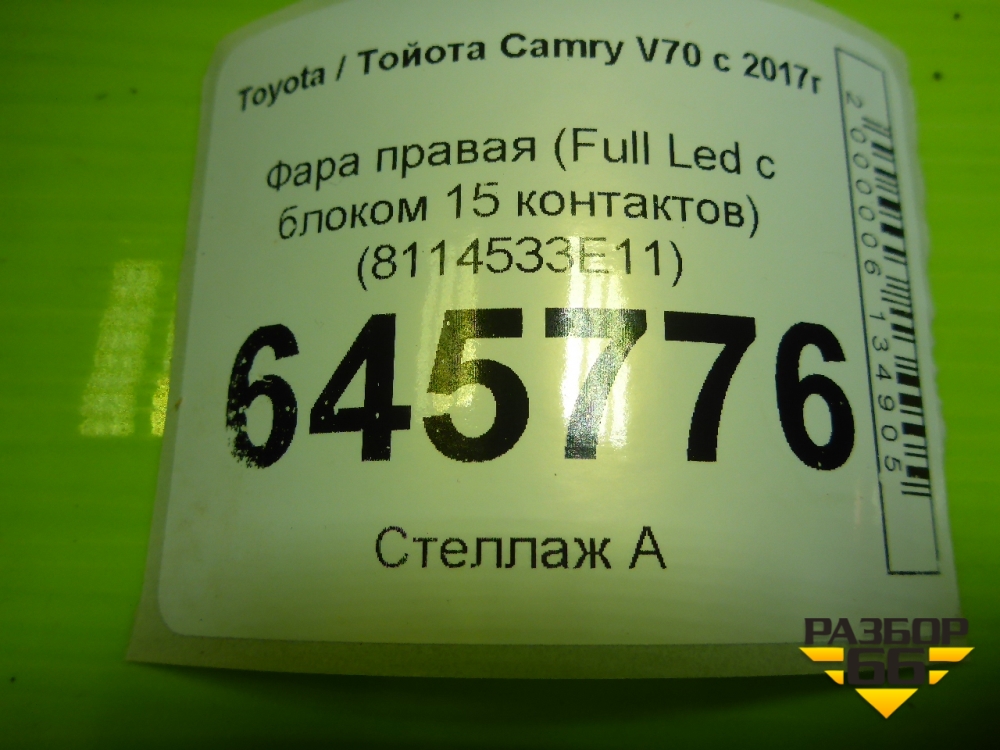 Toyota / Тойота Camry V70 с 2017г
Фара правая (Full Led с
блоком 15 контактов)
(8114533E11)
645776
Стеллаж А
2000006134905
РАЗБОР
66